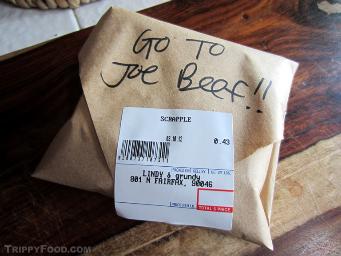 GO TO
JOE BEEF!!
SCRAPPLE
0.43
LINDY & grundy
801 N FAIRFAX, 90046
TOTAL $ PRICE
TRIPPYFOOD.COM